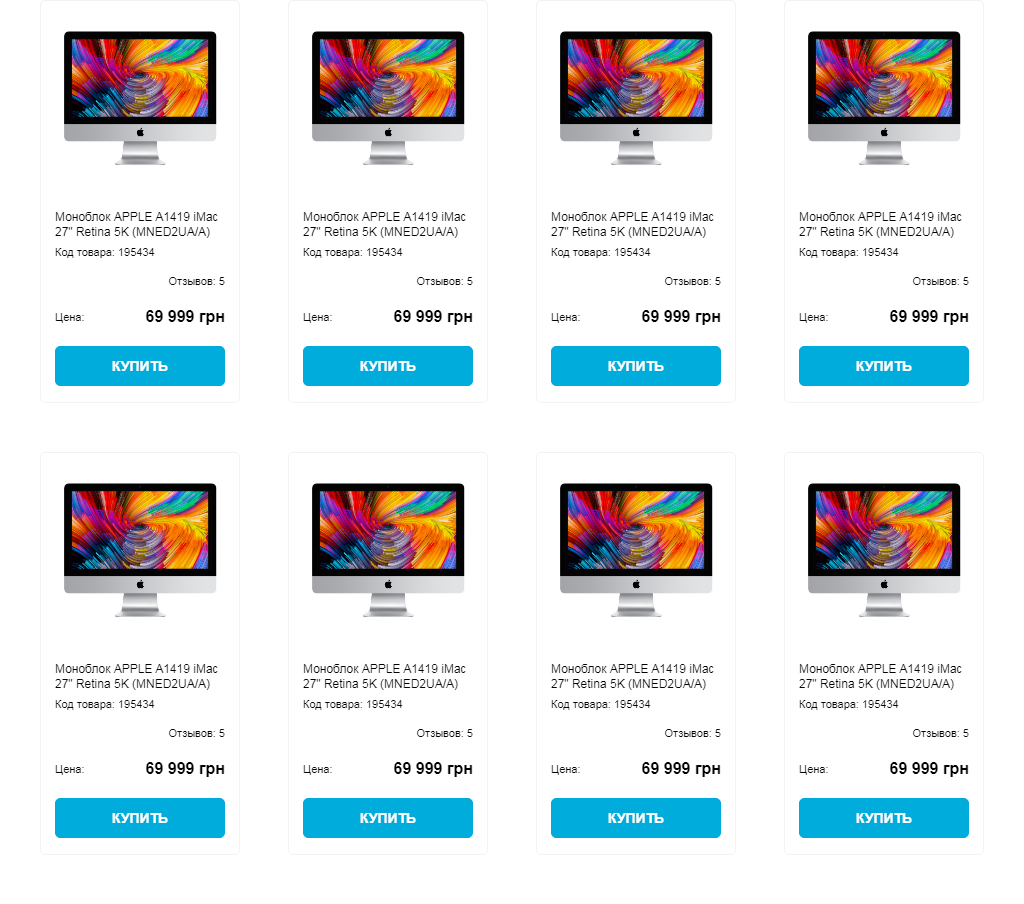 Моноблок APPLE A1419 iMac
27" Retina 5K (MNED2UA/A)
Код товара: 195434
Отзывов: 5
Цена: 69 999 грн
КУПИТЬ
Моноблок APPLE A1419 iMac
27" Retina 5K (MNED2UA/A)
Код товара: 195434
Отзывов: 5
Цена: 69 999 грн
КУПИТЬ
Моноблок APPLE A1419 iMac
27" Retina 5K (MNED2UA/A)
Код товара: 195434
Отзывов: 5
Цена: 69 999 грн
КУПИТЬ
Моноблок APPLE A1419 iMac
27" Retina 5K (MNED2UA/A)
Код товара: 195434
Отзывов: 5
Цена: 69 999 грн
КУПИТЬ
Моноблок APPLE A1419 iMac
27" Retina 5K (MNED2UA/A)
Код товара: 195434
Отзывов: 5
Цена: 69 999 грн
КУПИТЬ
Моноблок APPLE A1419 iMac
27" Retina 5K (MNED2UA/A)
Код товара: 195434
Отзывов: 5
Цена: 69 999 грн
КУПИТЬ
Моноблок APPLE A1419 iMac
27" Retina 5K (MNED2UA/A)
Код товара: 195434
Отзывов: 5
Цена: 69 999 грн
КУПИТЬ
Моноблок APPLE A1419 iMac
27" Retina 5K (MNED2UA/A)
Код товара: 195434
Отзывов: 5
Цена: 69 999 грн
КУПИТЬ